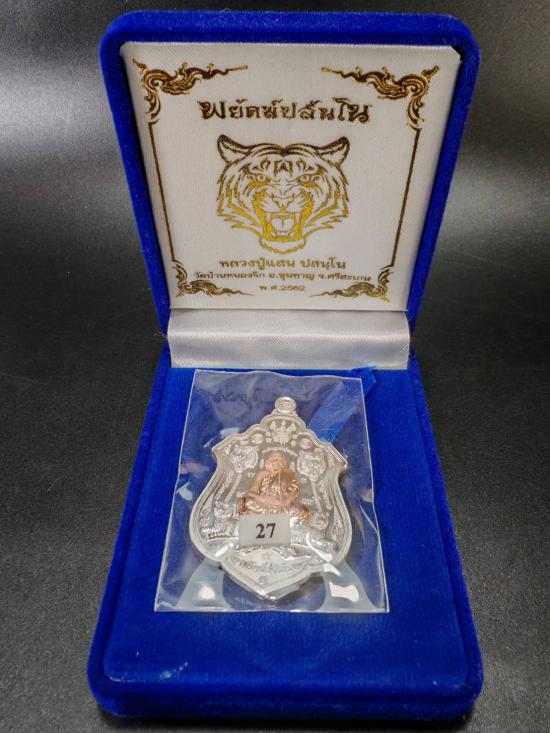 พยัคฆ์ปสันโน
หลวงปู่แสน ปสนฺโน
วัดบ้านหนองจิก อ.ขุนหาญ จ.ศรีสะเกษ
พ.ศ.2562
27